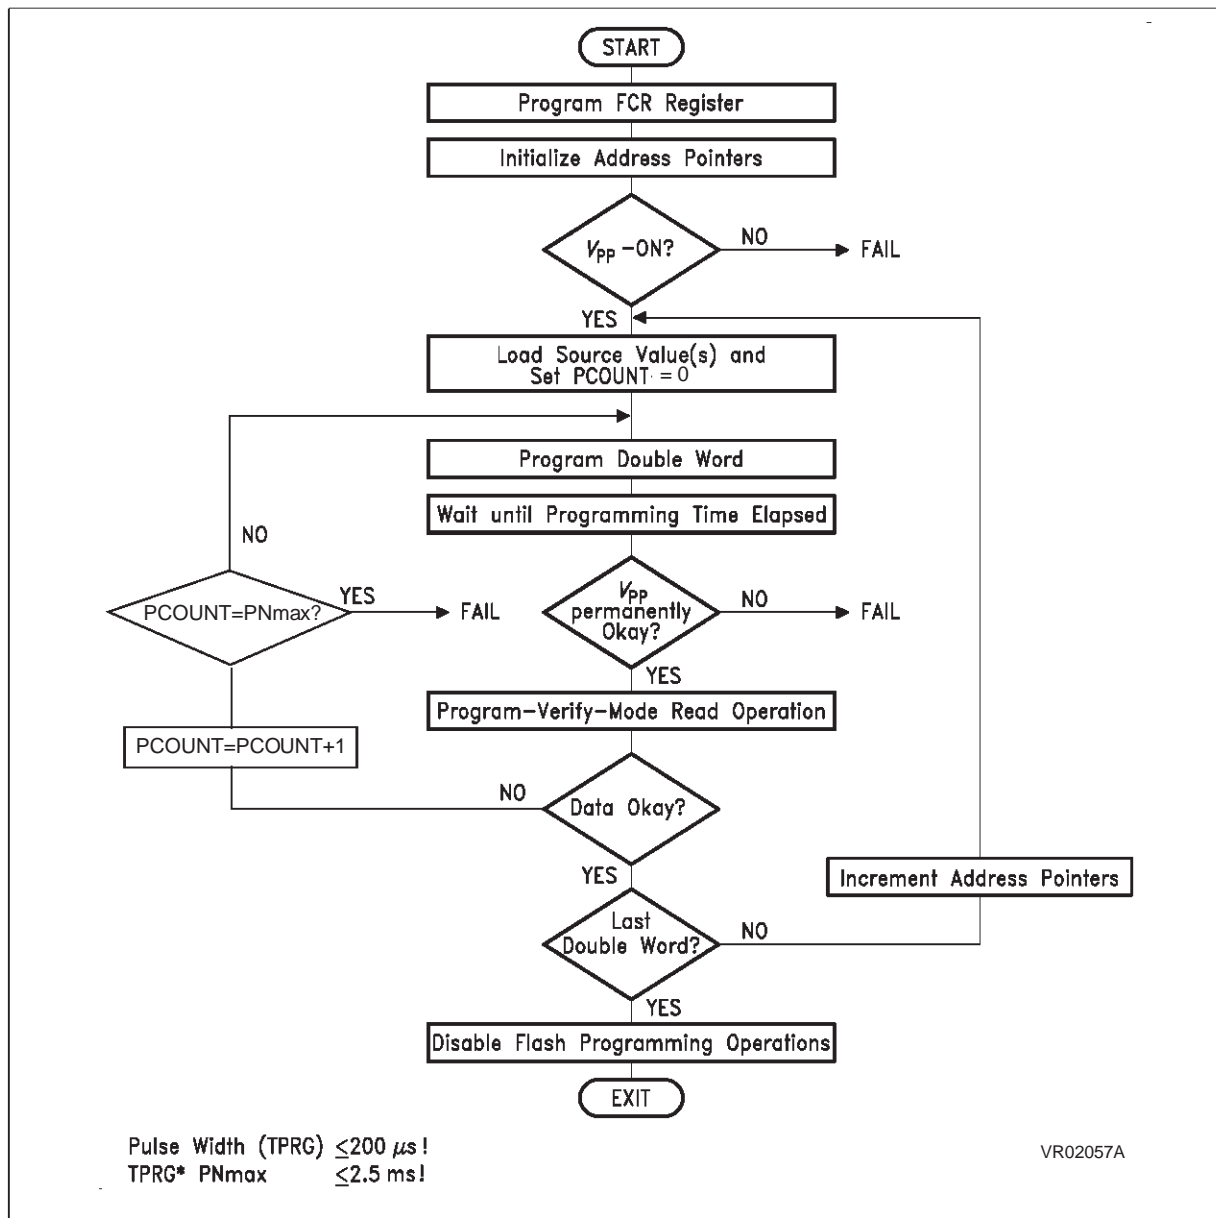 START
Program FCR Register
Initialize Address Pointers
VPP -ON?
NO
FAIL
YES
Load Source Value(s) and
Set PCOUNT = 0
Program Double Word
Wait until Programming Time Elapsed
NO
PCOUNT=PNmax?
YES
FAIL
VPP
permanently
Okay?
NO
FAIL
YES
Program-Verify-Mode Read Operation
PCOUNT=PCOUNT+1
NO
Data Okay?
YES
Increment Address Pointers
Last
Double Word?
NO
YES
Disable Flash Programming Operations
EXIT
Pulse Width (TPRG) ≤200 μs!
TPRG* PNmax ≤2.5 ms!
VR02057A